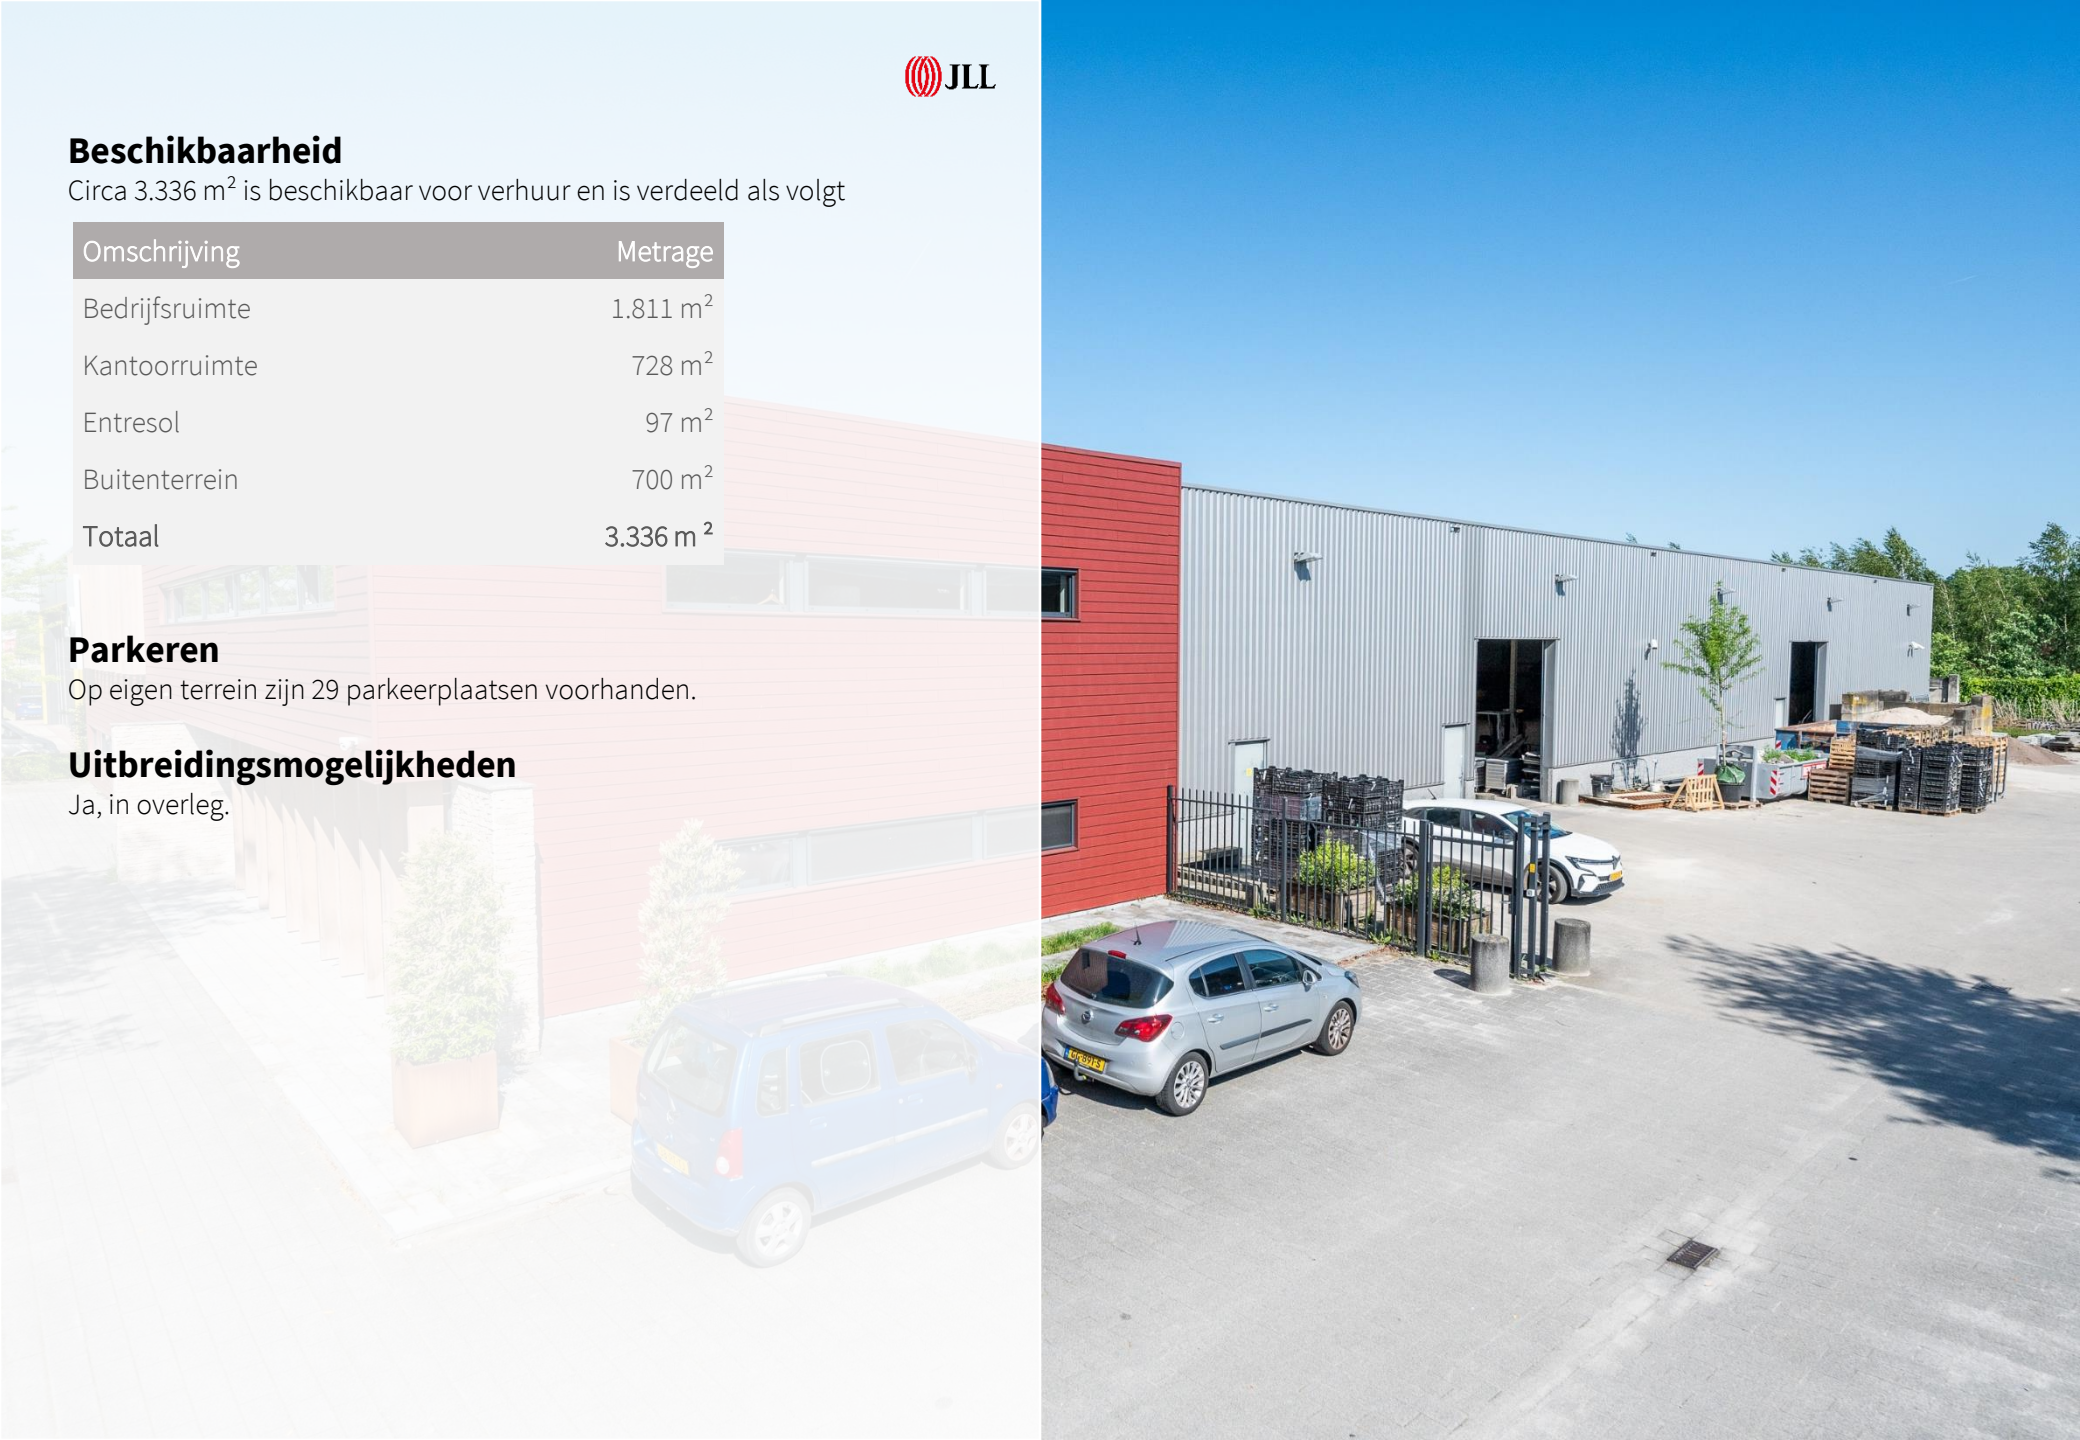 JLL
Beschikbaarheid
Circa 3.336 m² is beschikbaar voor verhuur en is verdeeld als volgt
Omschrijving Metrage
Bedrijfsruimte 1.811 m²
Kantoorruimte 728 m²
Entresol 97 m²
Buitenterrein 700 m²
Totaal 3.336 m ²
Parkeren
Op eigen terrein zijn 29 parkeerplaatsen voorhanden.
Uitbreidingsmogelijkheden
Ja, in overleg.